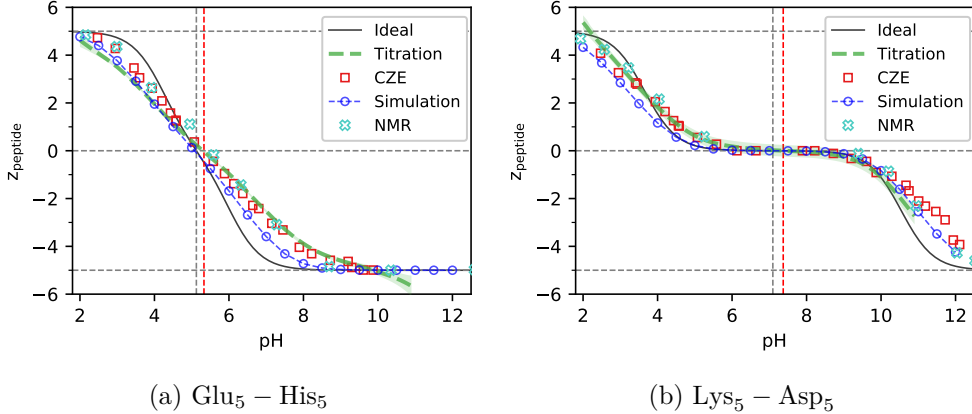 6
4
2
0
−2
−4
−6
z_peptide
2
4
6
8
10
12
pH
Ideal
Titration
CZE
Simulation
NMR
(a) Glu₅ − His₅
6
4
2
0
−2
−4
−6
z_peptide
2
4
6
8
10
12
pH
Ideal
Titration
CZE
Simulation
NMR
(b) Lys₅ − Asp₅